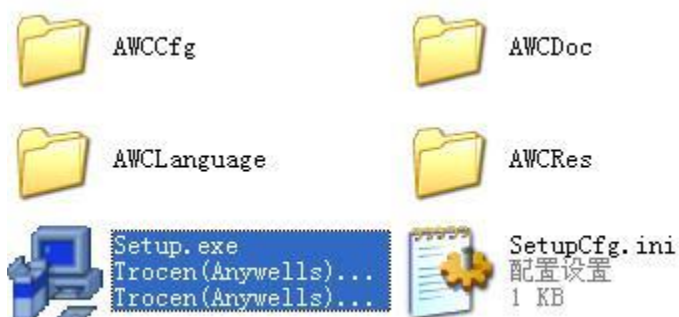 AWCCfg
AWCDoc
AWCLanguage
AWCRes
Setup.exe
Trocen(Anywells)...
Trocen(Anywells)...
SetupCfg.ini
配置设置
1 KB